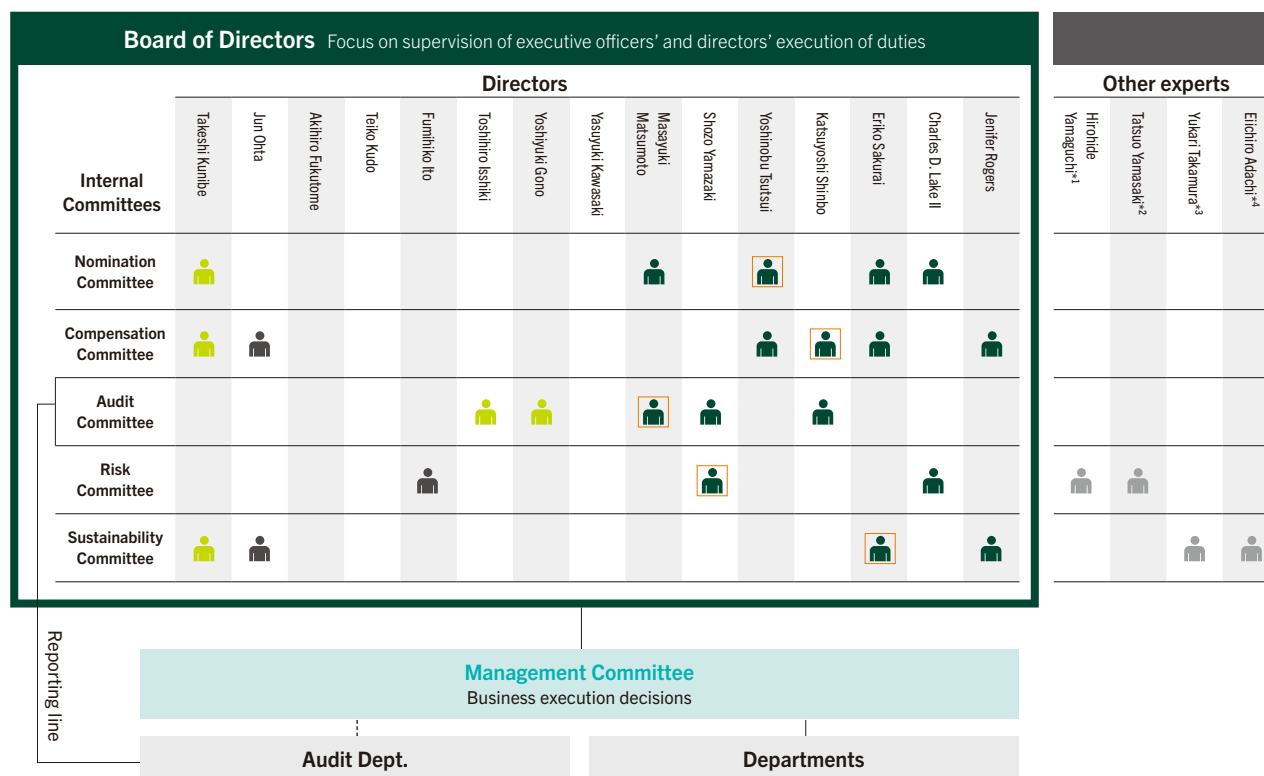 Board of Directors Focus on supervision of executive officers' and directors' execution of duties
Directors
Other experts
Internal
Committees
Takeshi Kunibe
Jun Ohta
Akihiro Fukutome
Teiko Kudo
Fumihiko Ito
Toshihiro Isshiki
Yoshiyuki Gono
Yasuyuki Kawasaki
Masayuki
Matsumoto
Shozo Yamazaki
Yoshinobu Tsutsui
Katsuyoshi Shinbo
Eriko Sakurai
Charles D. Lake II
Jenifer Rogers
Hirohide
Yamaguchi*1
Tatsuo Yamasaki*2
Yukari Takamura*3
Eiichiro Adachi*4
Nomination
Committee
Compensation
Committee
Audit
Committee
Risk
Committee
Sustainability
Committee
Reporting line
Management Committee
Business execution decisions
Audit Dept.
Departments